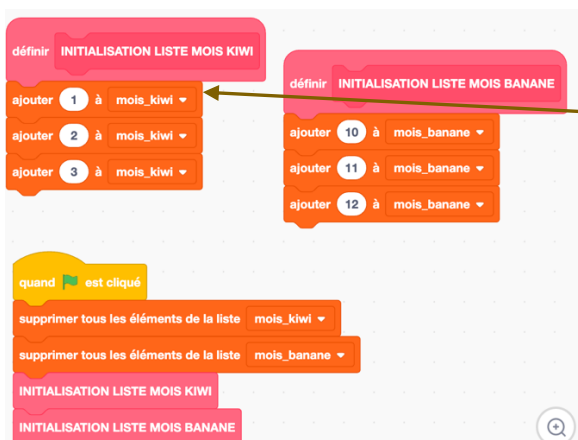 définir INITIALISATION LISTE MOIS KIWI
ajouter 1 à mois_kiwi
ajouter 2 à mois_kiwi
ajouter 3 à mois_kiwi
définir INITIALISATION LISTE MOIS BANANE
ajouter 10 à mois_banane
ajouter 11 à mois_banane
ajouter 12 à mois_banane
quand est cliqué
supprimer tous les éléments de la liste mois_kiwi
supprimer tous les éléments de la liste mois_banane
INITIALISATION LISTE MOIS KIWI
INITIALISATION LISTE MOIS BANANE